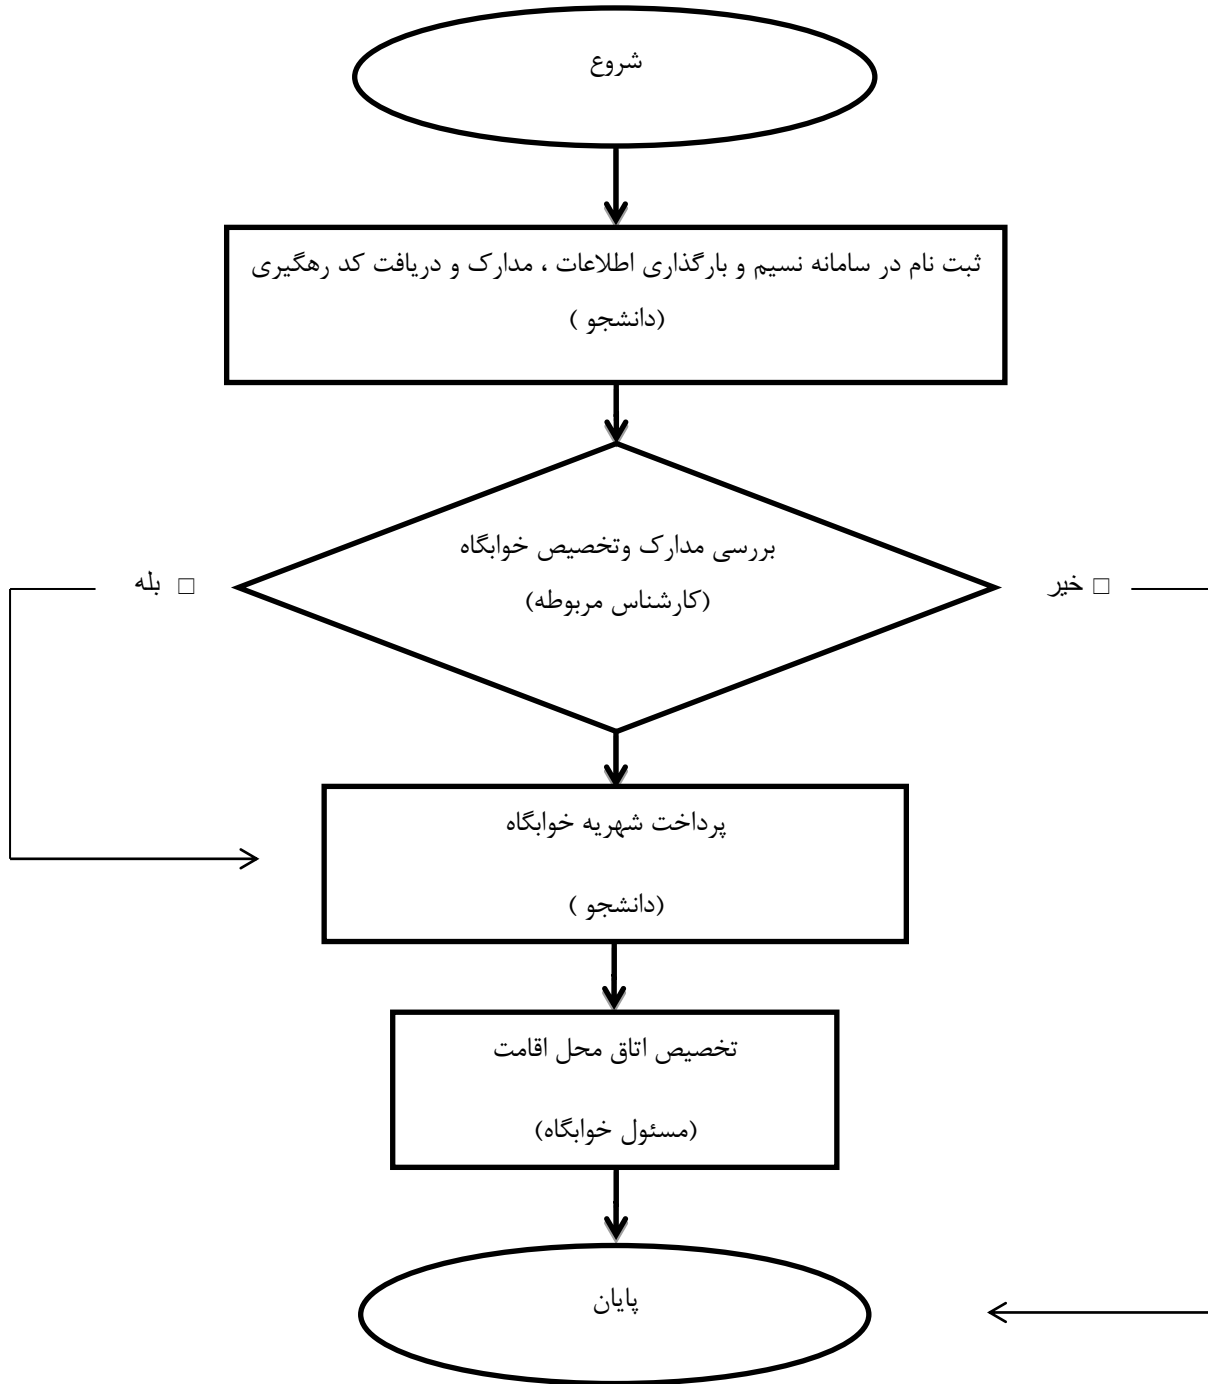 شروع
ثبت نام در سامانه نسیم و بارگذاری اطلاعات ، مدارک و دریافت کد رهگیری
(دانشجو )
بررسی مدارک وتخصیص خوابگاه
(کارشناس مربوطه)
□ خیر
□ بله
پرداخت شهریه خوابگاه
(دانشجو )
تخصیص اتاق محل اقامت
(مسئول خوابگاه)
پایان